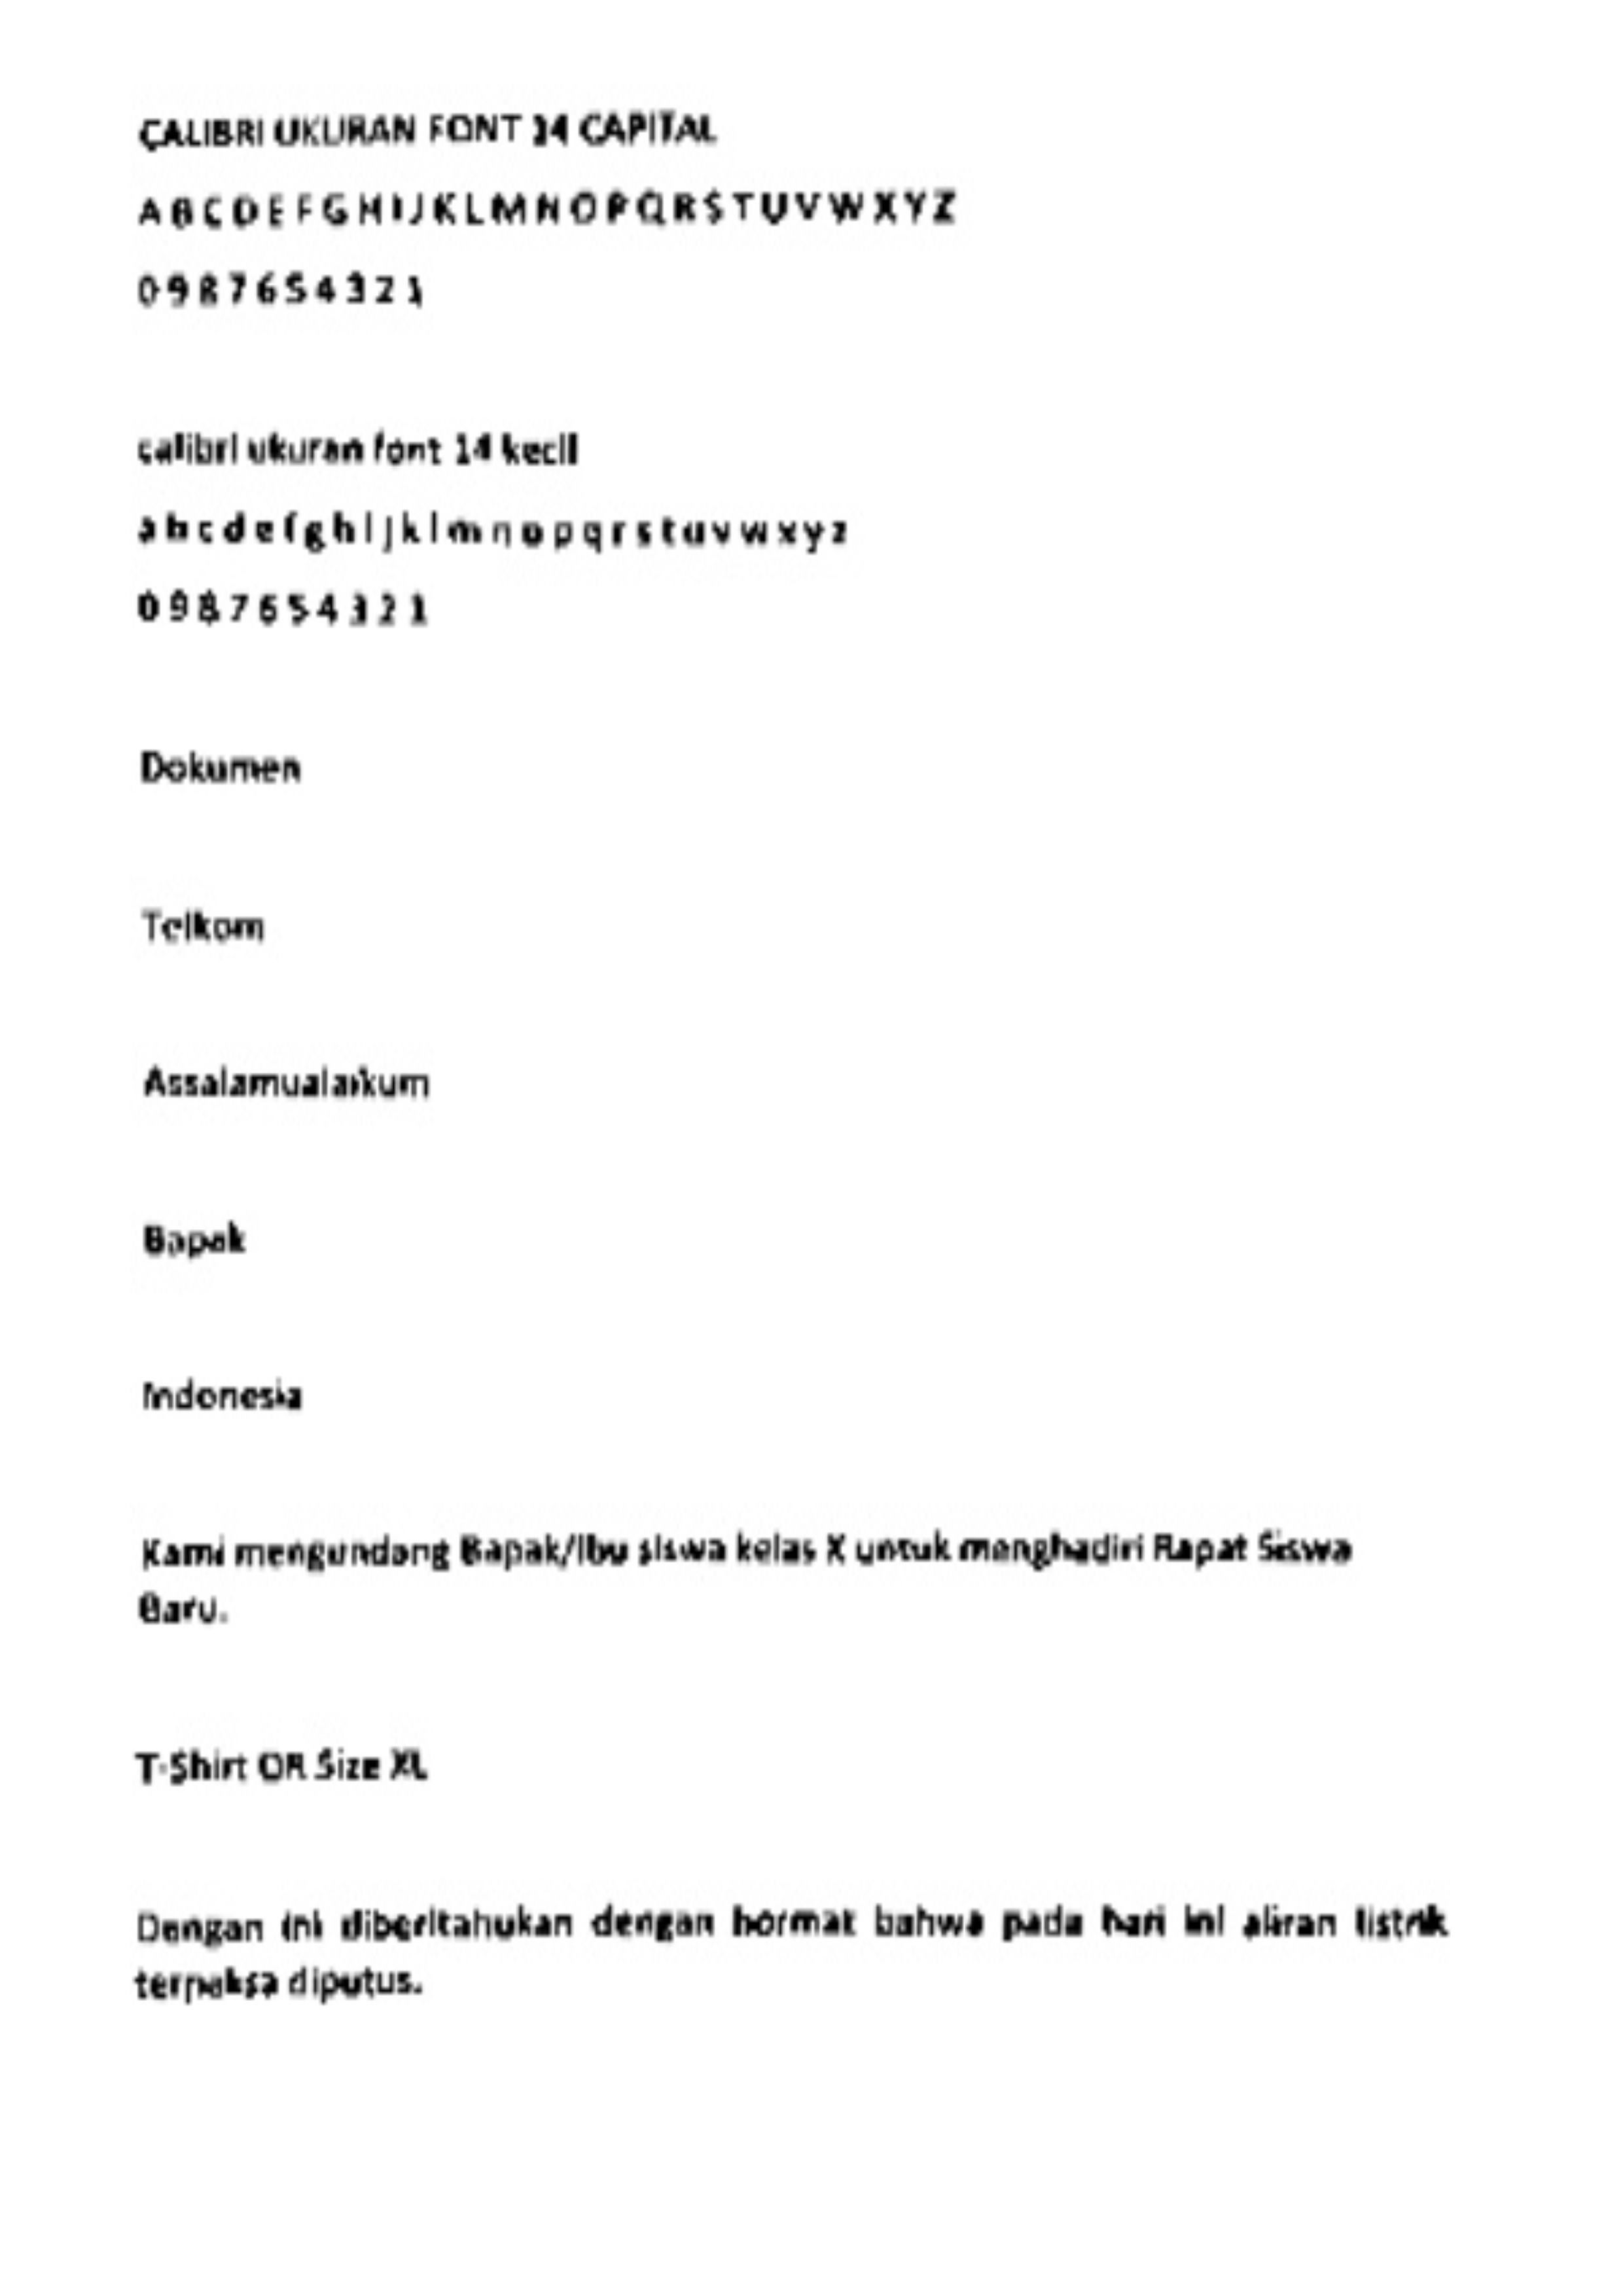 CALIBRI UKURAN FONT 14 CAPITAL
A B C D E F G H I J K L M N O P Q R S T U V W X Y Z
0 9 8 7 6 5 4 3 2 1
calibri ukuran font 14 kecil
a b c d e f g h i j k l m n o p q r s t u v w x y z
0 9 8 7 6 5 4 3 2 1
Dokumen
Telkom
Assalamualaikum
Bapak
Indonesia
Kami mengundang Bapak/Ibu siswa kelas X untuk menghadiri Rapat Siswa
Baru.
T-Shirt OR Size XL
Dengan ini diberitahukan dengan hormat bahwa pada hari ini aliran listrik
terpaksa diputus.